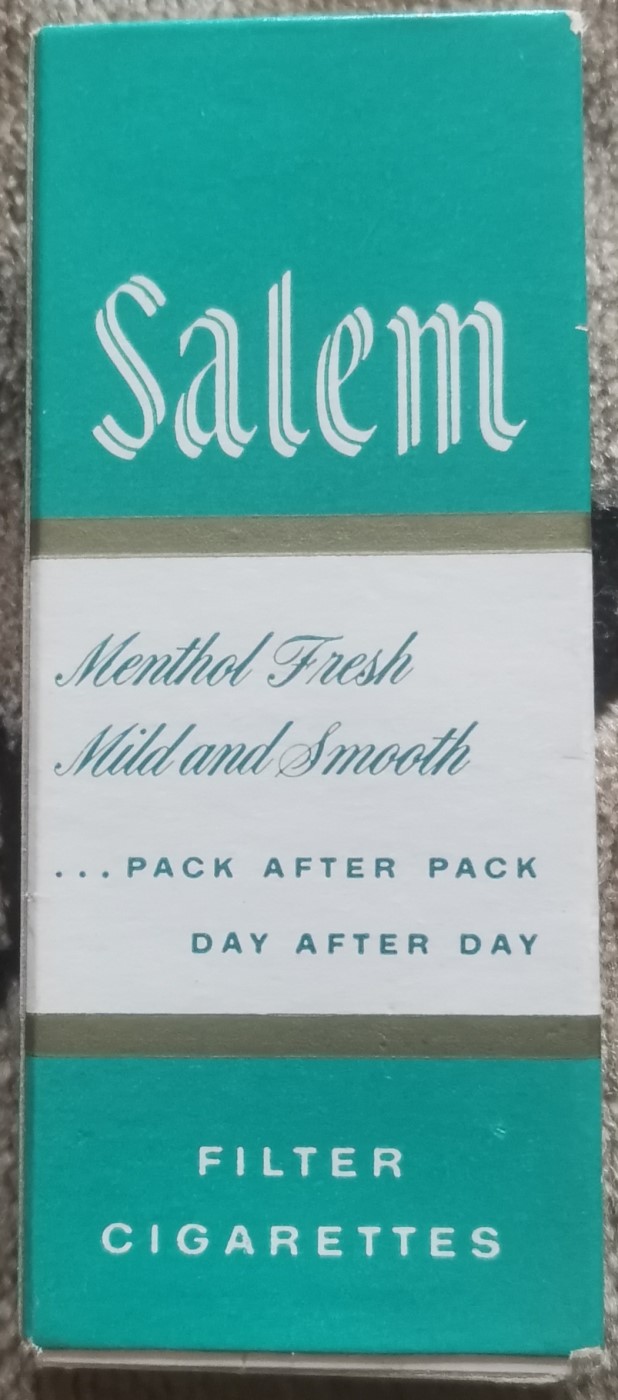 Salem
Menthol Fresh
Mild and Smooth
...PACK AFTER PACK
DAY AFTER DAY
FILTER
CIGARETTES